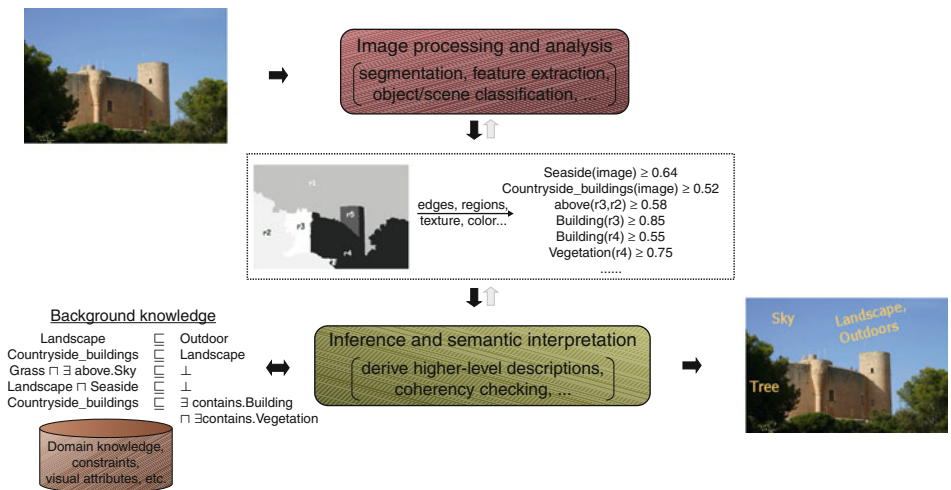 Image processing and analysis
segmentation, feature extraction,
object/scene classification, ...
r1
r2
r3
r5
r4
edges, regions,
texture, color...
Seaside(image) ≥ 0.64
Countryside_buildings(image) ≥ 0.52
above(r3,r2) ≥ 0.58
Building(r3) ≥ 0.85
Building(r4) ≥ 0.55
Vegetation(r4) ≥ 0.75
......
Background knowledge
Landscape ⊑ Outdoor
Countryside_buildings ⊑ Landscape
Grass ⊓ ∃ above.Sky ⊑ ⊥
Landscape ⊓ Seaside ⊑ ⊥
Countryside_buildings ⊑ ∃ contains.Building
⊓ ∃contains.Vegetation
Domain knowledge,
constraints,
visual attributes, etc.
Inference and semantic interpretation
derive higher-level descriptions,
coherency checking, ...
Sky
Landscape,
Outdoors
Tree